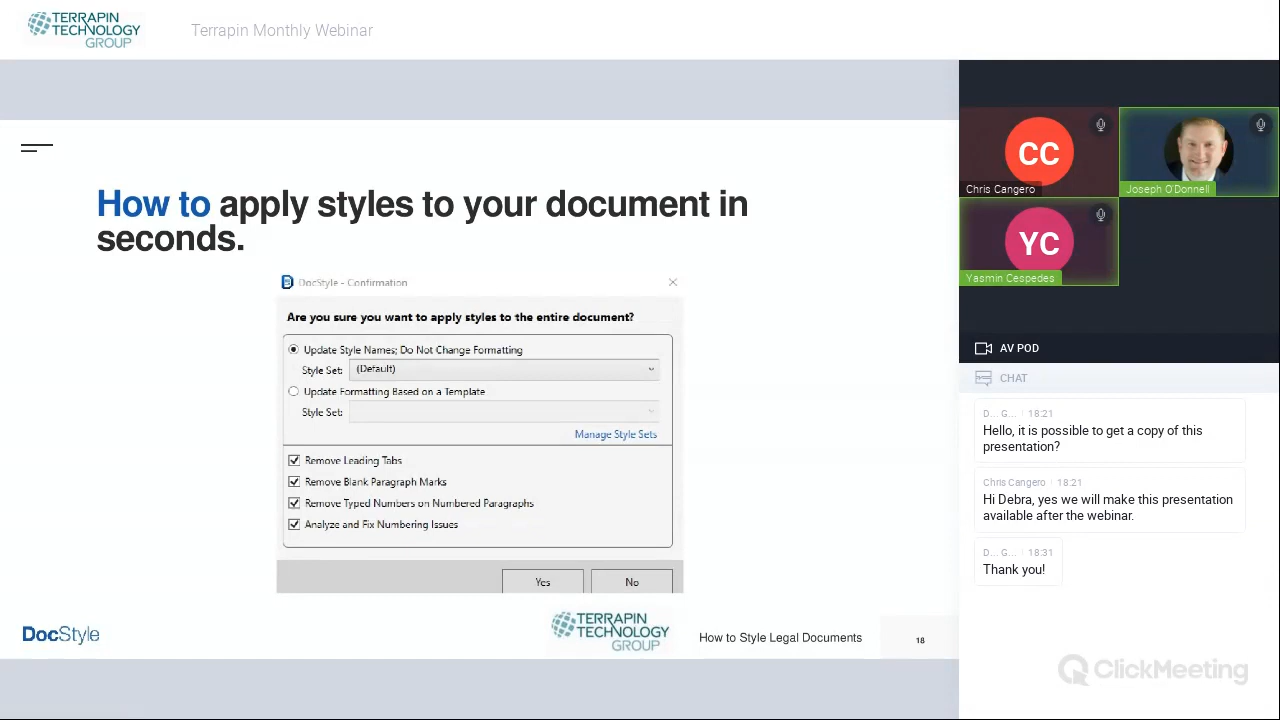 TERRAPIN
TECHNOLOGY
GROUP
Terrapin Monthly Webinar
How to apply styles to your document in
seconds.
DocStyle - Confirmation
Are you sure you want to apply styles to the entire document?
Update Style Names; Do Not Change Formatting
Style Set: (Default)
Update Formatting Based on a Template
Style Set:
Manage Style Sets
Remove Leading Tabs
Remove Blank Paragraph Marks
Remove Typed Numbers on Numbered Paragraphs
Analyze and Fix Numbering Issues
Yes No
DocStyle
TERRAPIN
TECHNOLOGY
GROUP
How to Style Legal Documents
18
CC
Chris Cangero
Joseph O'Donnell
YC
Yasmin Cespedes
AV POD
CHAT
D... G... 18:21
Hello, it is possible to get a copy of this
presentation?
Chris Cangero 18:21
Hi Debra, yes we will make this presentation
available after the webinar.
D... G... 18:31
Thank you!
ClickMeeting